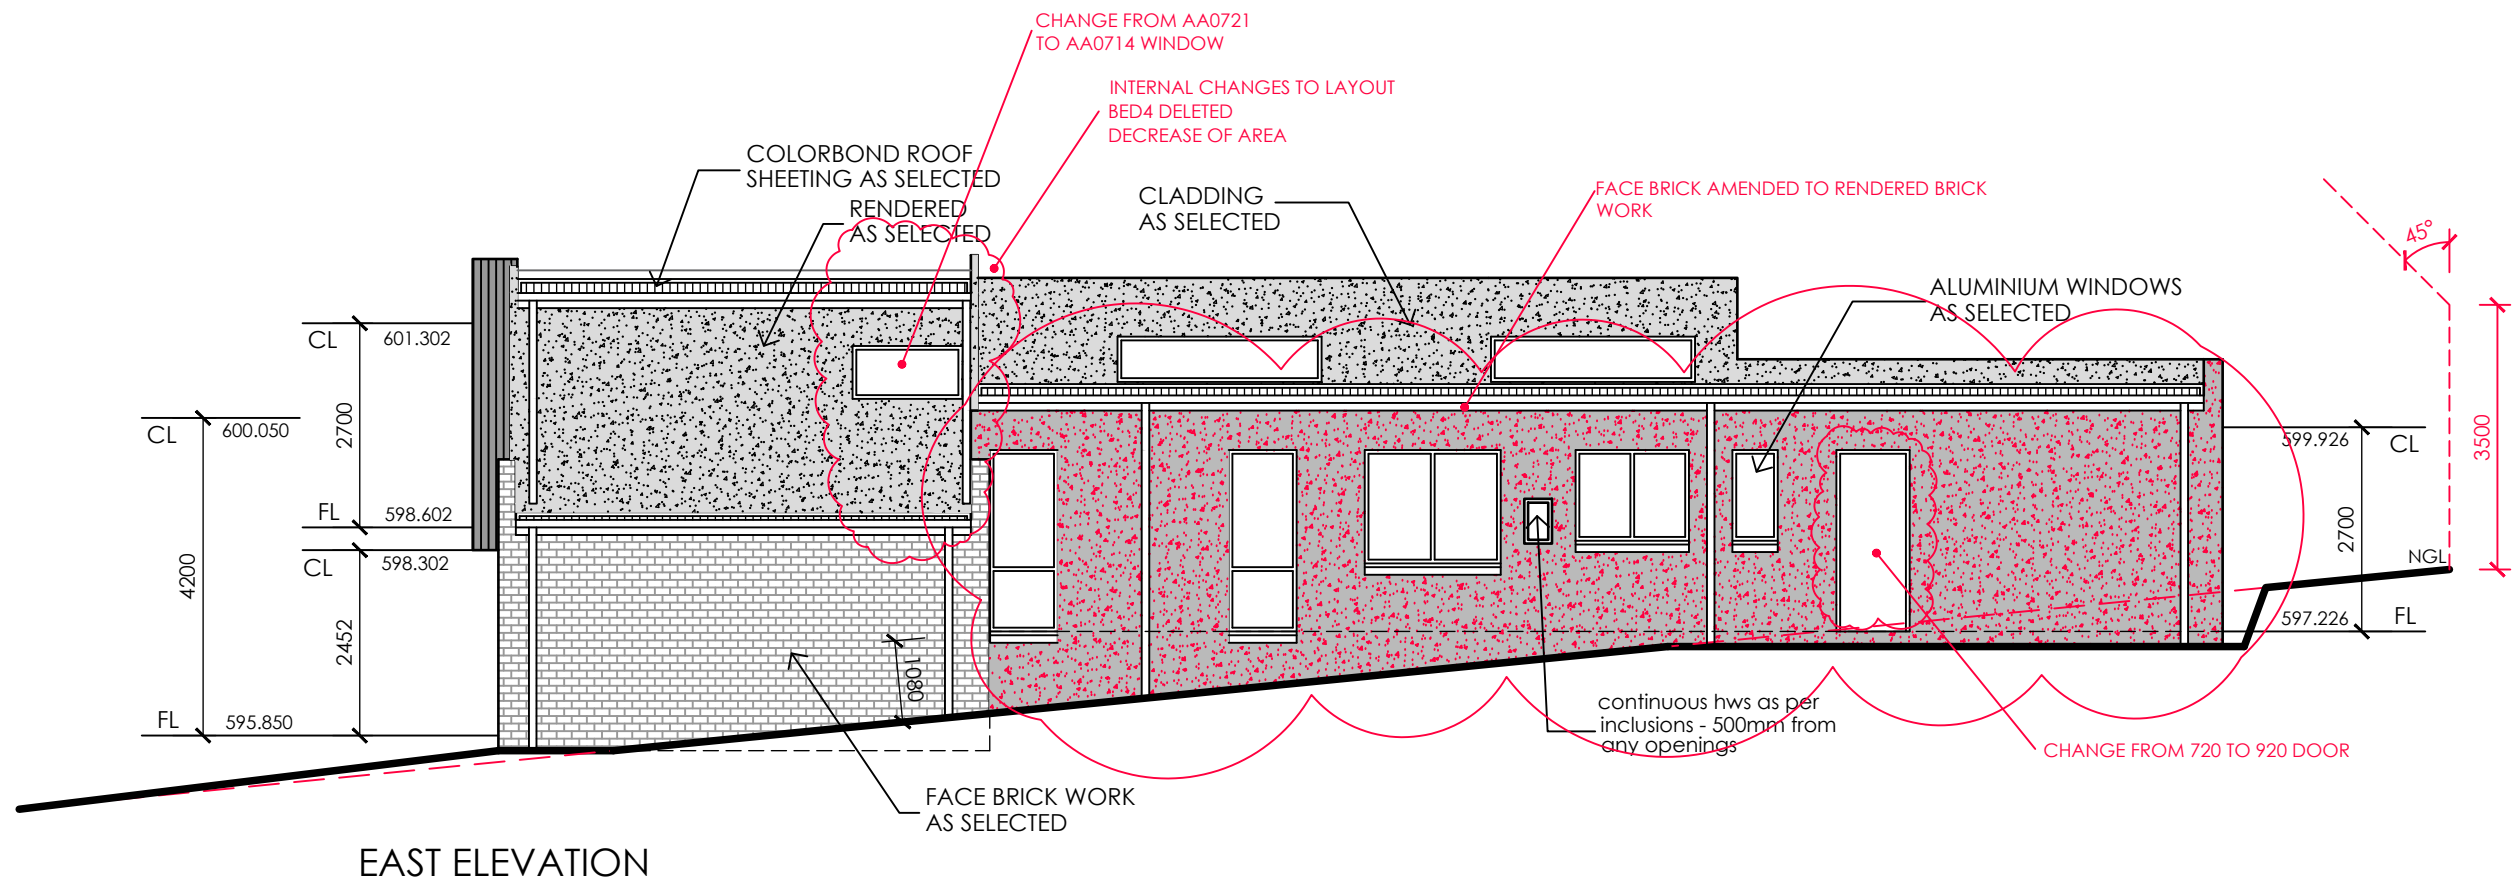 CHANGE FROM AA0721
TO AA0714 WINDOW
INTERNAL CHANGES TO LAYOUT
BED4 DELETED
DECREASE OF AREA
COLORBOND ROOF
SHEETING AS SELECTED
RENDERED
AS SELECTED
CLADDING
AS SELECTED
FACE BRICK AMENDED TO RENDERED BRICK
WORK
45°
ALUMINIUM WINDOWS
AS SELECTED
CL
601.302
2700
CL
600.050
FL
598.602
CL
598.302
4200
2452
FL
595.850
1080
599.926
CL
3500
2700
NGL
597.226
FL
continuous hws as per
inclusions - 500mm from
any openings
CHANGE FROM 720 TO 920 DOOR
FACE BRICK WORK
AS SELECTED
EAST ELEVATION